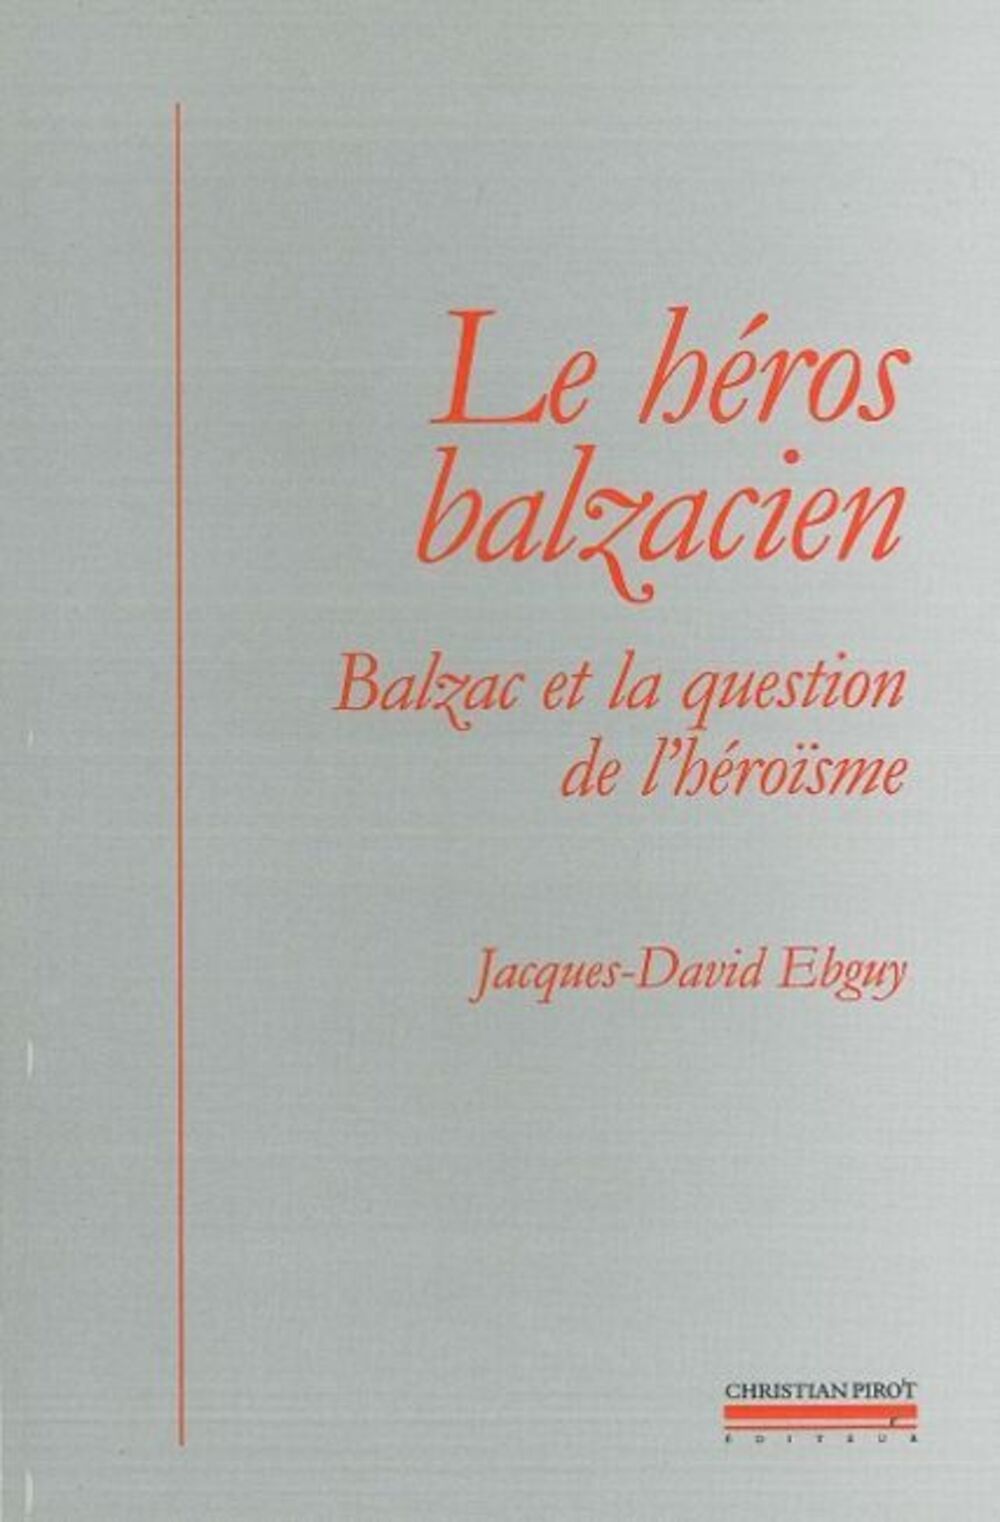 Le héros
balzacien
Balzac et la question
de l'héroïsme
Jacques-David Ebguy
CHRISTIAN PIROT
ÉDITEUR